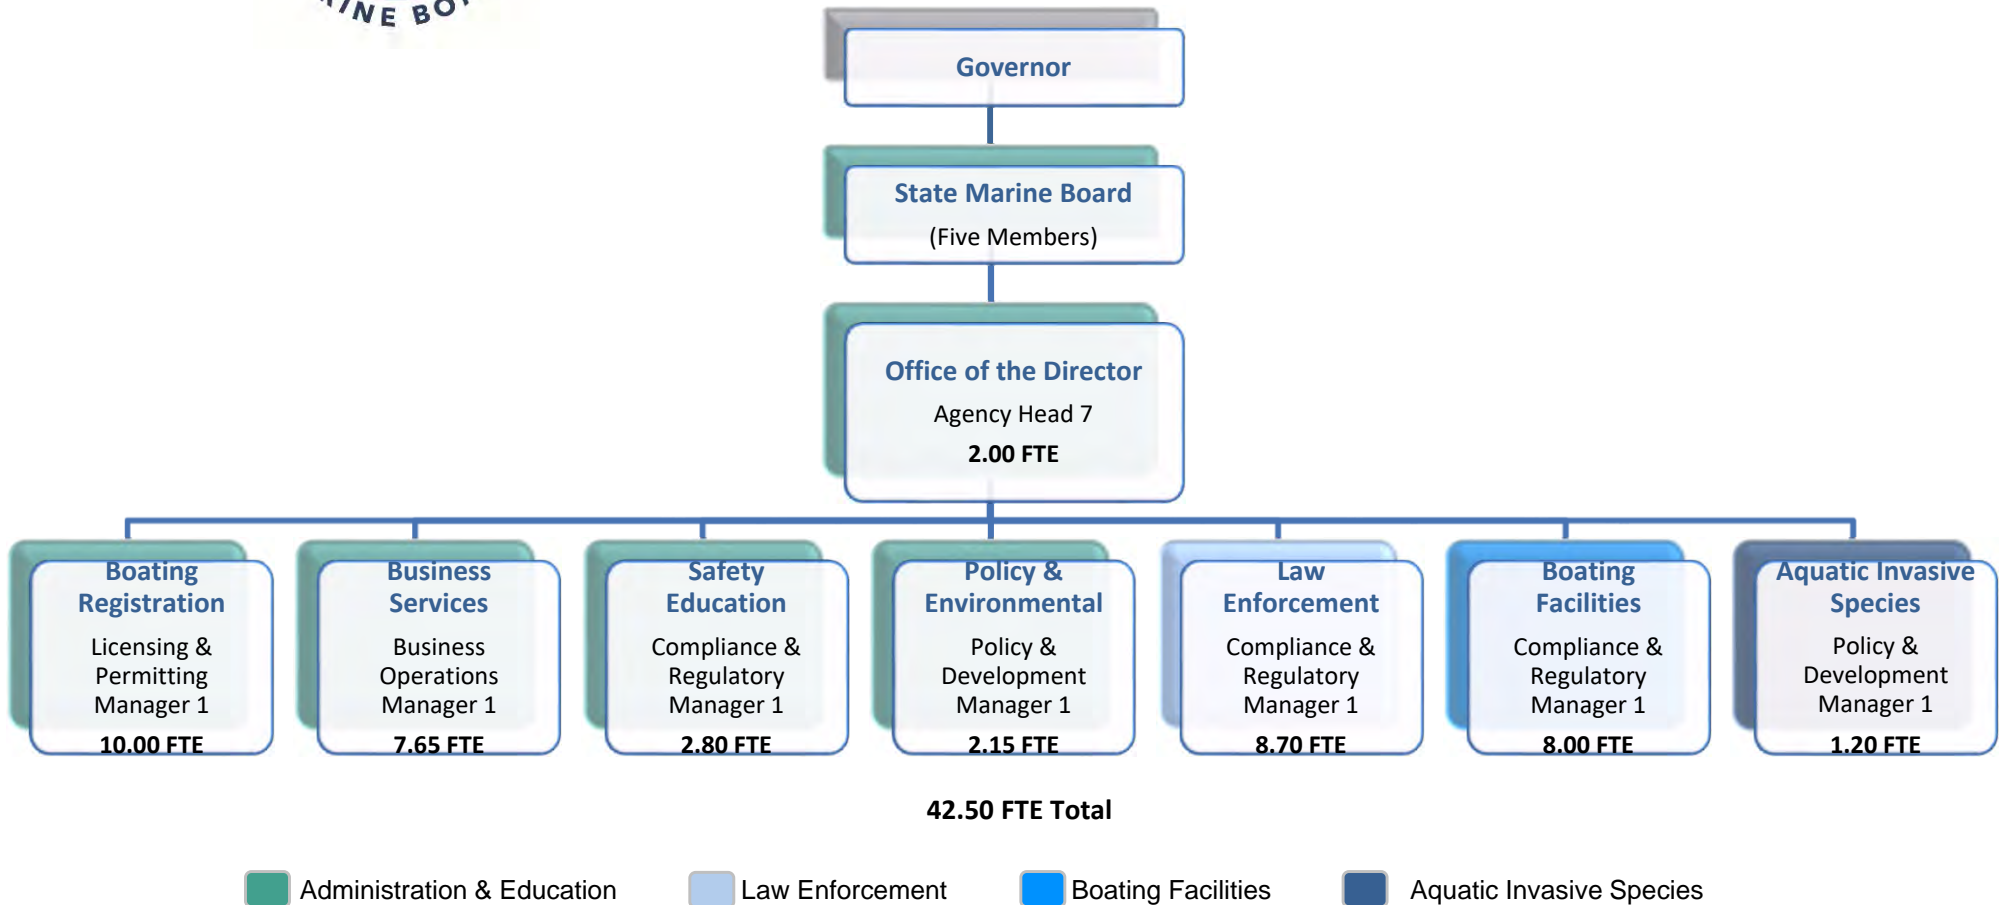 BO
Governor
State Marine Board
(Five Members)
Office of the Director
Agency Head 7
2.00 FTE
Boating
Registration
Licensing &
Permitting
Manager 1
10.00 FTE
Business
Services
Business
Operations
Manager 1
7.65 FTE
Safety
Education
Compliance &
Regulatory
Manager 1
2.80 FTE
Policy &
Environmental
Policy &
Development
Manager 1
2.15 FTE
Law
Enforcement
Compliance &
Regulatory
Manager 1
8.70 FTE
Boating
Facilities
Compliance &
Regulatory
Manager 1
8.00 FTE
Aquatic Invasive
Species
Policy &
Development
Manager 1
1.20 FTE
42.50 FTE Total
Administration & Education
Law Enforcement
Boating Facilities
Aquatic Invasive Species